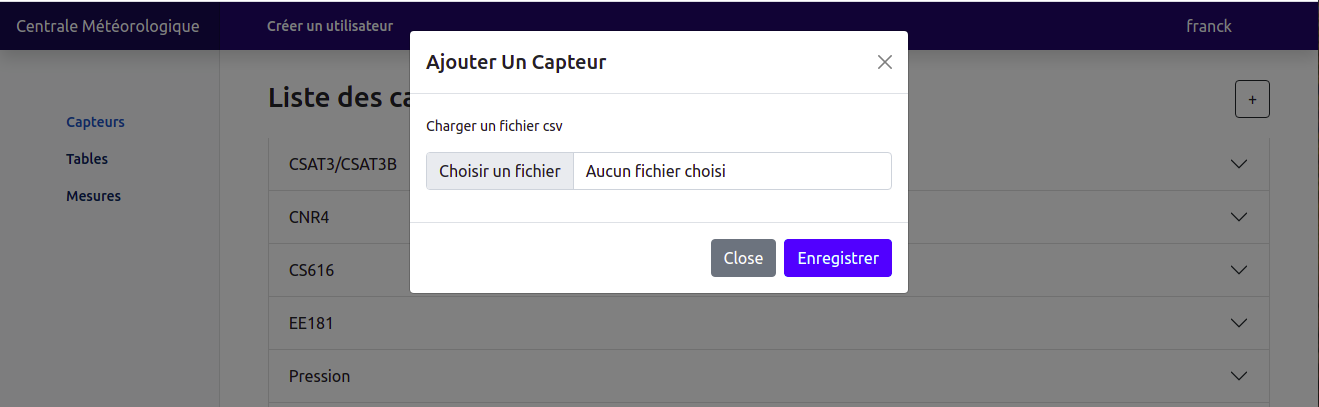 Centrale Météorologique
Créer un utilisateur
franck
Ajouter Un Capteur
Liste des ca
+
Capteurs
Tables
Mesures
Charger un fichier csv
Choisir un fichier
Aucun fichier choisi
CSAT3/CSAT3B
CNR4
CS616
EE181
Pression
Close
Enregistrer